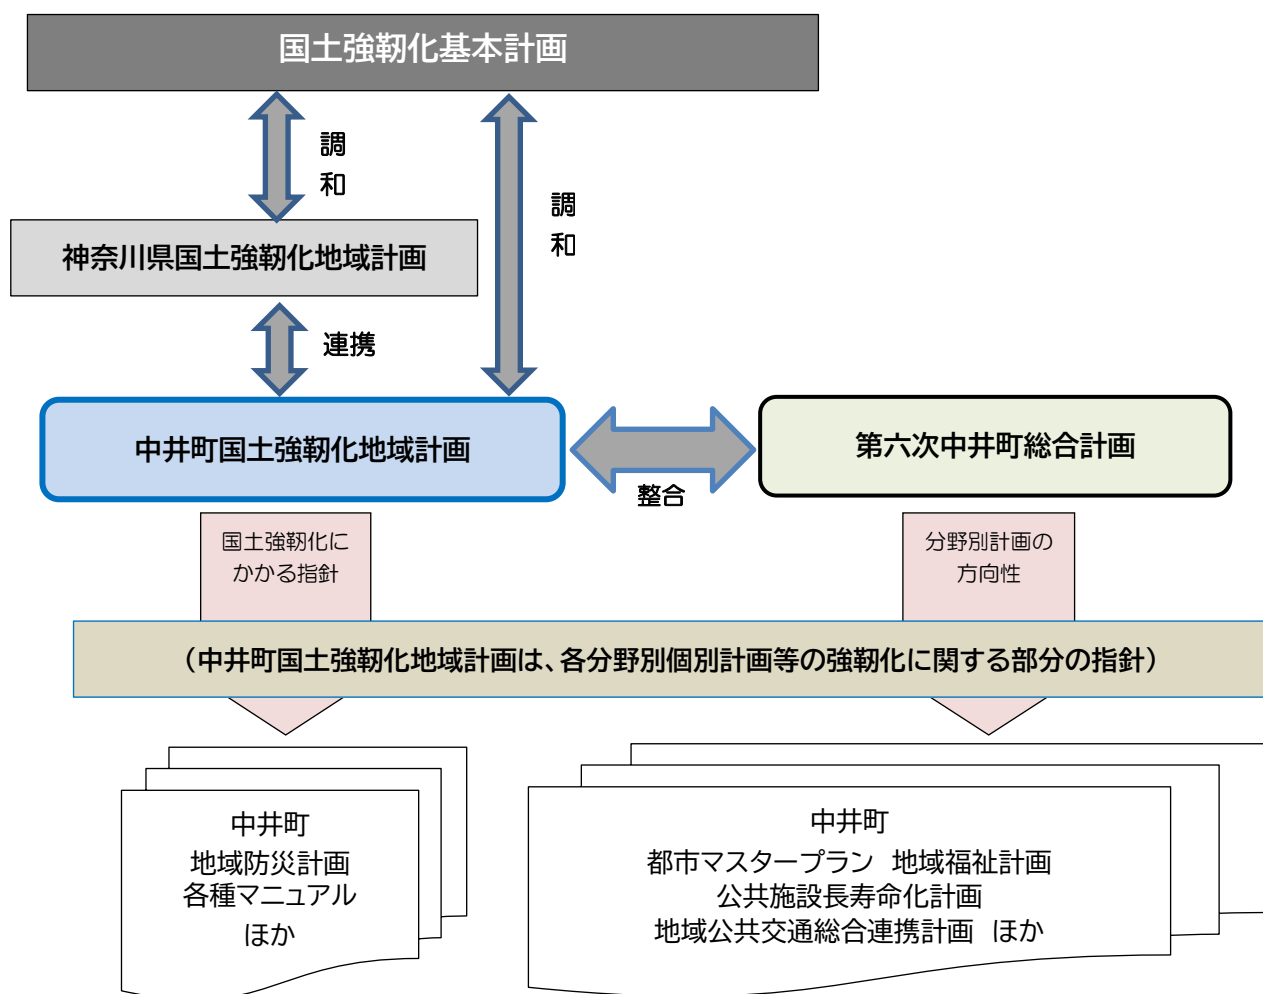 国土強靭化基本計画
調
和
調
和
神奈川県国土強靭化地域計画
連携
中井町国土強靭化地域計画
第六次中井町総合計画
整合
国土強靭化に
かかる指針
分野別計画の
方向性
（中井町国土強靭化地域計画は、各分野別個別計画等の強靭化に関する部分の指針）
中井町
地域防災計画
各種マニュアル
ほか
中井町
都市マスタープラン　地域福祉計画
公共施設長寿命化計画
地域公共交通総合連携計画　ほか